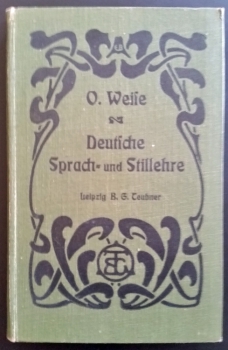 O. Weise
Deutsche
Sprach- und Stillehre
Leipzig B. G. Teubner